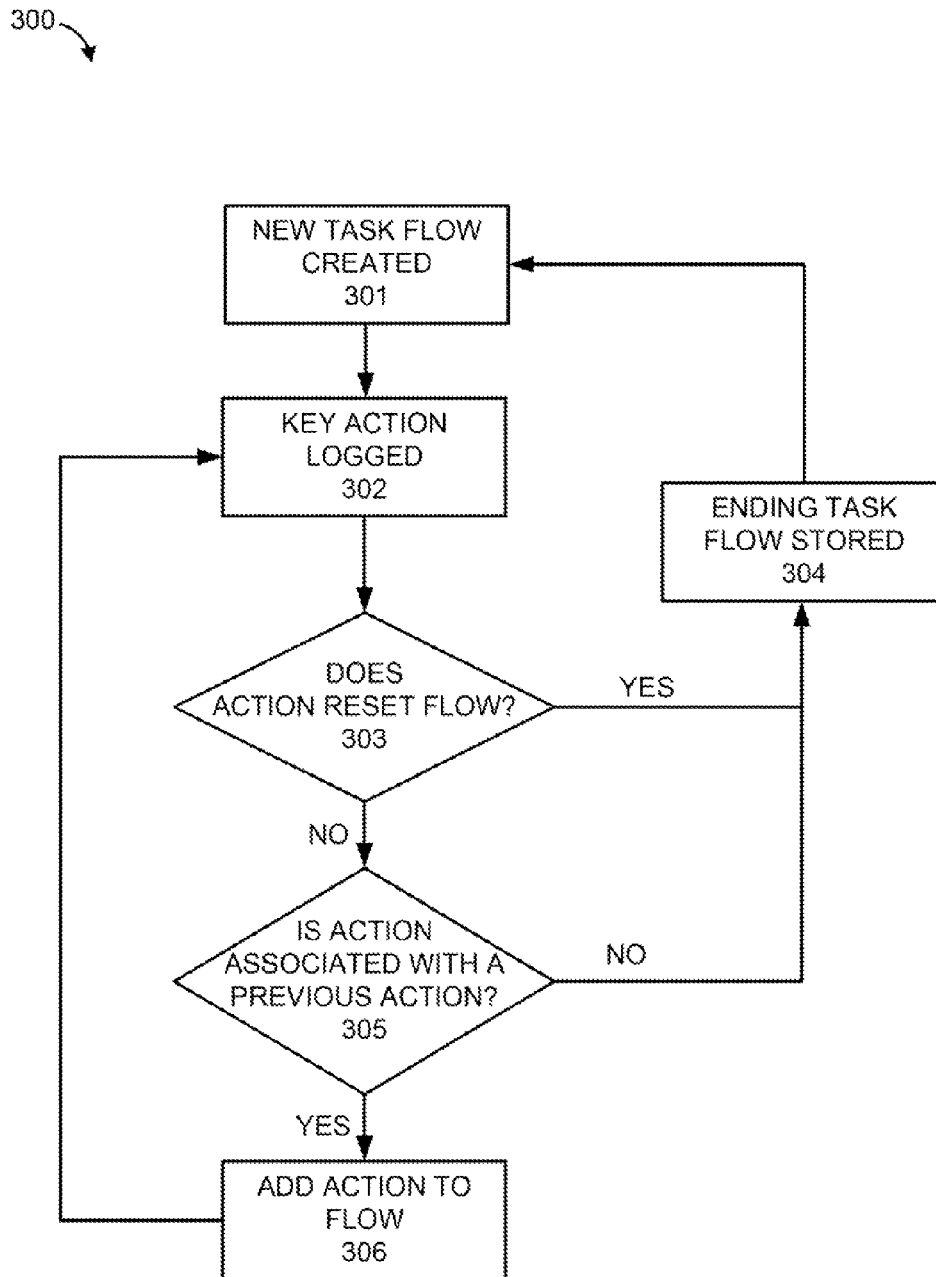 300
NEW TASK FLOW
CREATED
301
KEY ACTION
LOGGED
302
ENDING TASK
FLOW STORED
304
DOES
ACTION RESET FLOW?
303
YES
NO
IS ACTION
ASSOCIATED WITH A
PREVIOUS ACTION?
305
NO
YES
ADD ACTION TO
FLOW
306